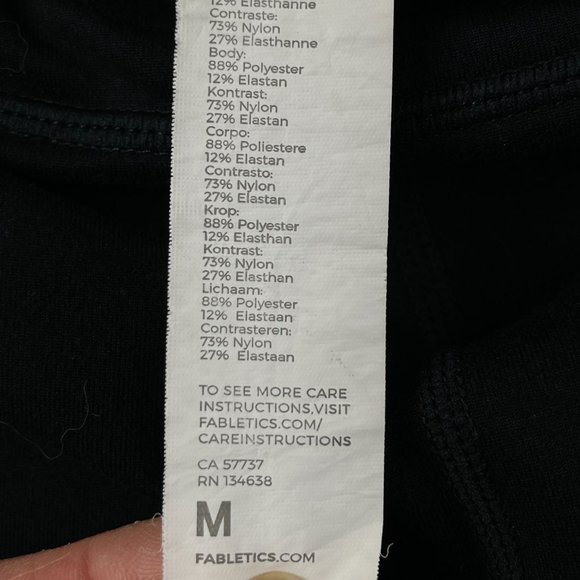 12% Elasthanne
Contraste:
73% Nylon
27% Elasthanne
Body:
88% Polyester
12% Elastan
Kontrast:
73% Nylon
27% Elastan
Corpo:
88% Poliestere
12% Elastan
Contrasto:
73% Nylon
27% Elastan
Krop:
88% Polyester
12% Elasthan
Kontrast:
73% Nylon
27% Elasthan
Lichaam:
88% Polyester
12% Elastaan
Contrasteren:
73% Nylon
27% Elastaan
TO SEE MORE CARE
INSTRUCTIONS,VISIT
FABLETICS.COM/
CAREINSTRUCTIONS
CA 57737
RN 134638
M
FABLETICS.COM